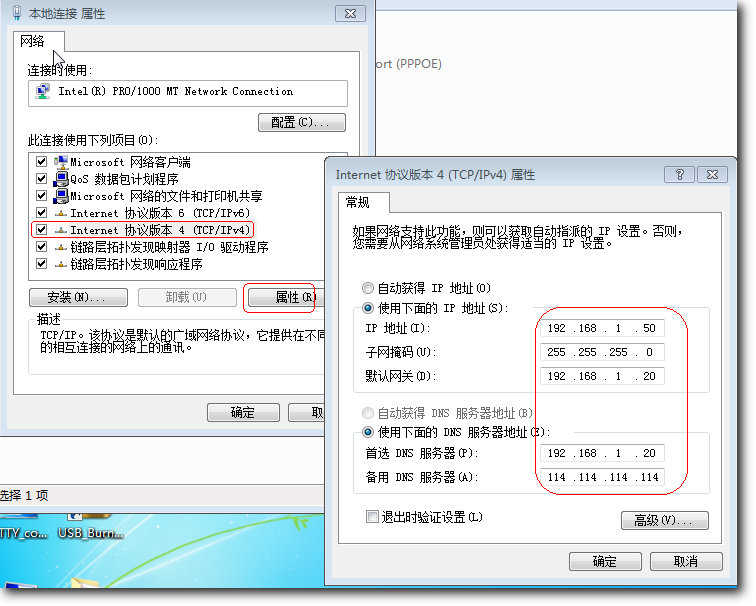 本地连接 属性
网络
连接时使用:
Intel(R) PRO/1000 MT Network Connection
配置(C)...
此连接使用下列项目(O):
Microsoft 网络客户端
QoS 数据包计划程序
Microsoft 网络的文件和打印机共享
Internet 协议版本 6 (TCP/IPv6)
Internet 协议版本 4 (TCP/IPv4)
链路层拓扑发现映射器 I/O 驱动程序
链路层拓扑发现响应程序
安装(N)...
卸载(U)
属性(R)
描述
TCP/IP。该协议是默认的广域网络协议，它提供在不同
的相互连接的网络上的通讯。
确定
取
ort (PPPOE)
选择 1 项
TTY_co...
USB_Burn...
Internet 协议版本 4 (TCP/IPv4) 属性
常规
如果网络支持此功能，则可以获取自动指派的 IP 设置。否则，
您需要从网络系统管理员处获得适当的 IP 设置。
自动获得 IP 地址(O)
使用下面的 IP 地址(S):
IP 地址(I):
192 .168 . 1 . 50
子网掩码(U):
255 .255 .255 . 0
默认网关(D):
192 .168 . 1 . 20
自动获得 DNS 服务器地址(B)
使用下面的 DNS 服务器地址(E):
首选 DNS 服务器(P):
192 .168 . 1 . 20
备用 DNS 服务器(A):
114 .114 .114 .114
退出时验证设置(L)
高级(V)...
确定
取消